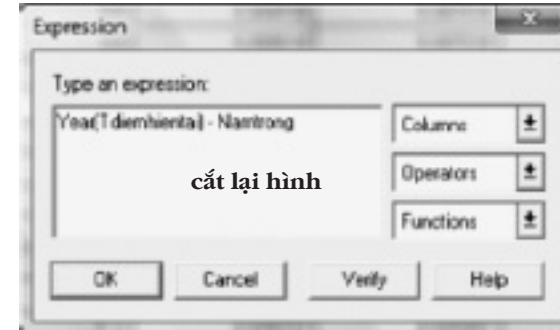 Expression
Type an expression:
Year(Tdiemhientai) - Namtrong
Columns
cắt lại hình
Operators
Functions
OK Cancel Verify Help